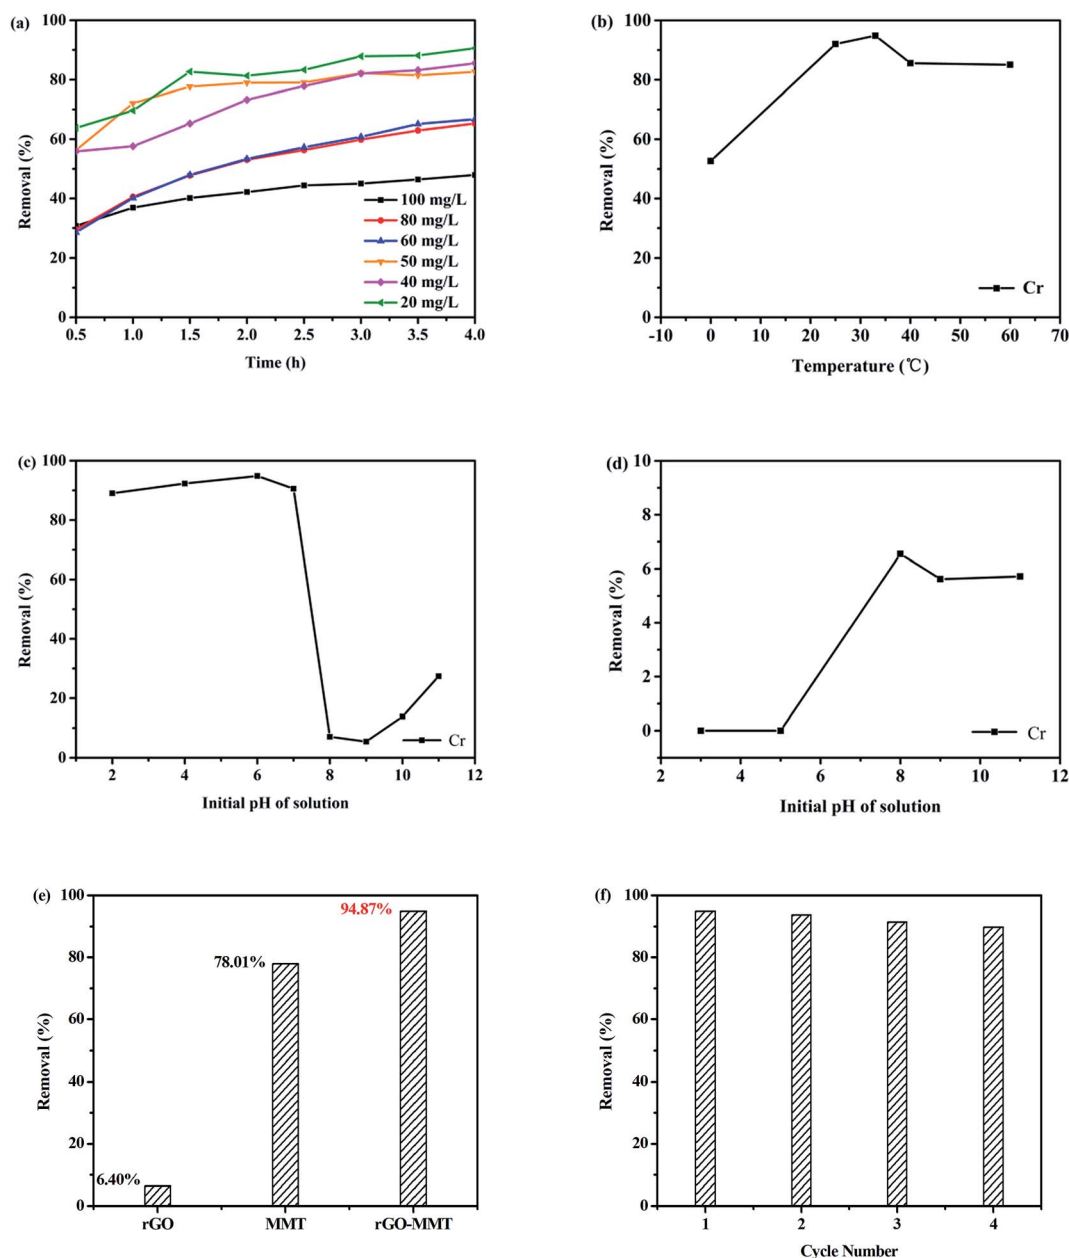 (a)
100
80
60
40
20
0
Removal (%)
100 mg/L
80 mg/L
60 mg/L
50 mg/L
40 mg/L
20 mg/L
0.5 1.0 1.5 2.0 2.5 3.0 3.5 4.0
Time (h)
(b)
100
80
60
40
20
0
Removal (%)
Cr
-10 0 10 20 30 40 50 60 70
Temperature (℃)
(c)
100
80
60
40
20
0
Removal (%)
Cr
2 4 6 8 10 12
Initial pH of solution
(d)
10
8
6
4
2
0
Removal (%)
Cr
2 4 6 8 10 12
Initial pH of solution
(e)
100
80
60
40
20
0
Removal (%)
6.40%
78.01%
94.87%
rGO MMT rGO-MMT
(f)
100
80
60
40
20
0
Removal (%)
1 2 3 4
Cycle Number